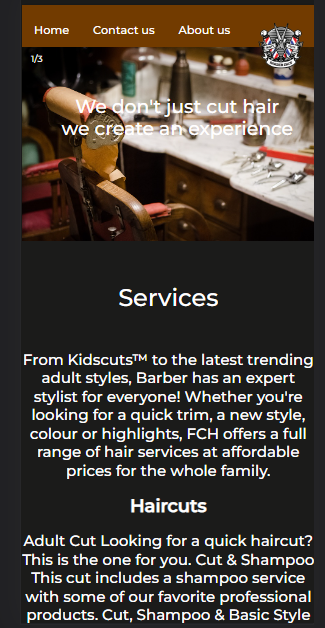 Home Contact us About us
1/3
We don't just cut hair
we create an experience
Services
From Kidscuts™ to the latest trending
adult styles, Barber has an expert
stylist for everyone! Whether you're
looking for a quick trim, a new style,
colour or highlights, FCH offers a full
range of hair services at affordable
prices for the whole family.
Haircuts
Adult Cut Looking for a quick haircut?
This is the one for you. Cut & Shampoo
This cut includes a shampoo service
with some of our favorite professional
products. Cut, Shampoo & Basic Style